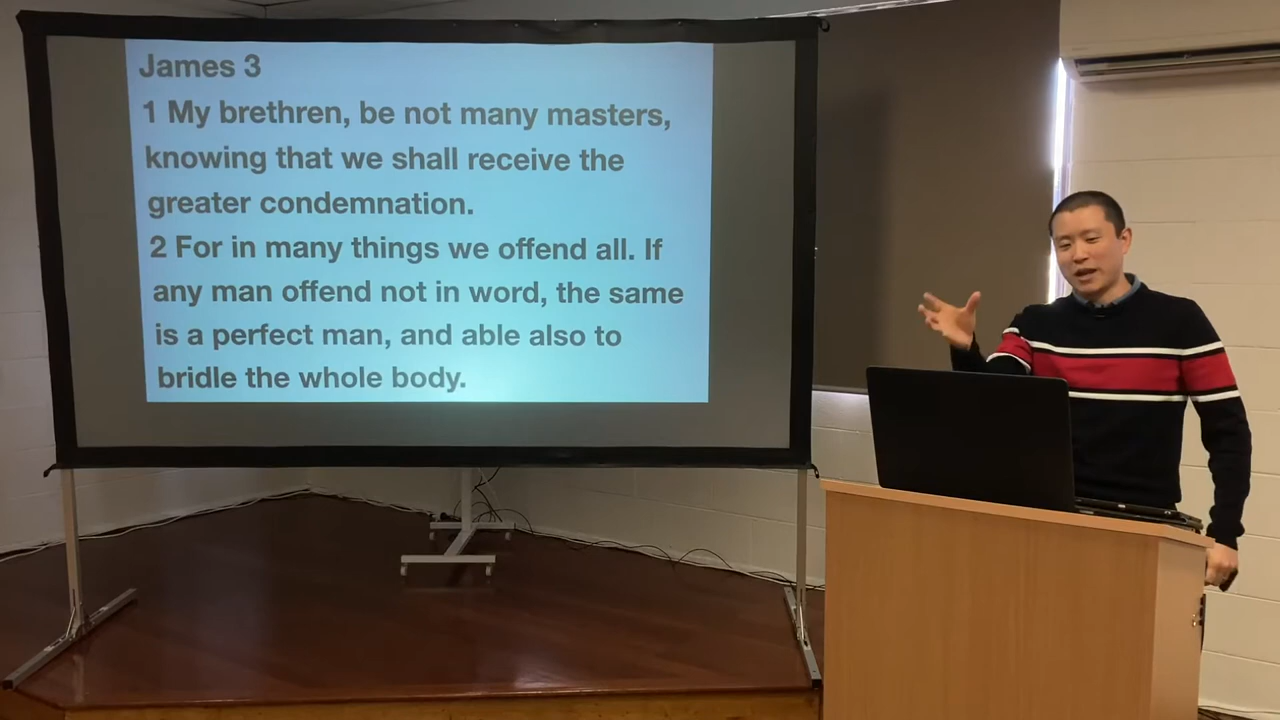 James 3
1 My brethren, be not many masters,
knowing that we shall receive the
greater condemnation.
2 For in many things we offend all. If
any man offend not in word, the same
is a perfect man, and able also to
bridle the whole body.